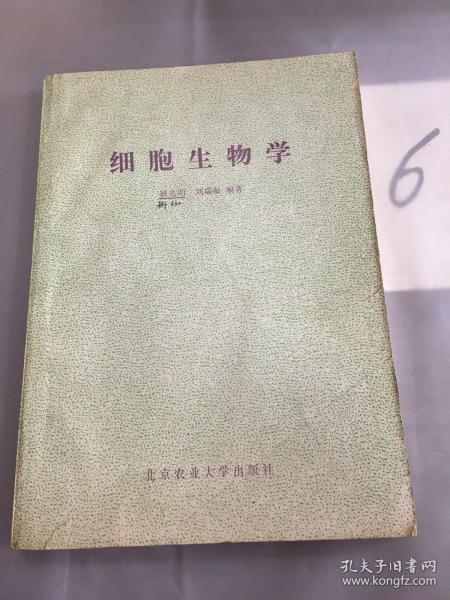 细胞生物学
刘瑞凝 编著
北京农业大学出版社
6
孔夫子旧书网
www.kongfz.com